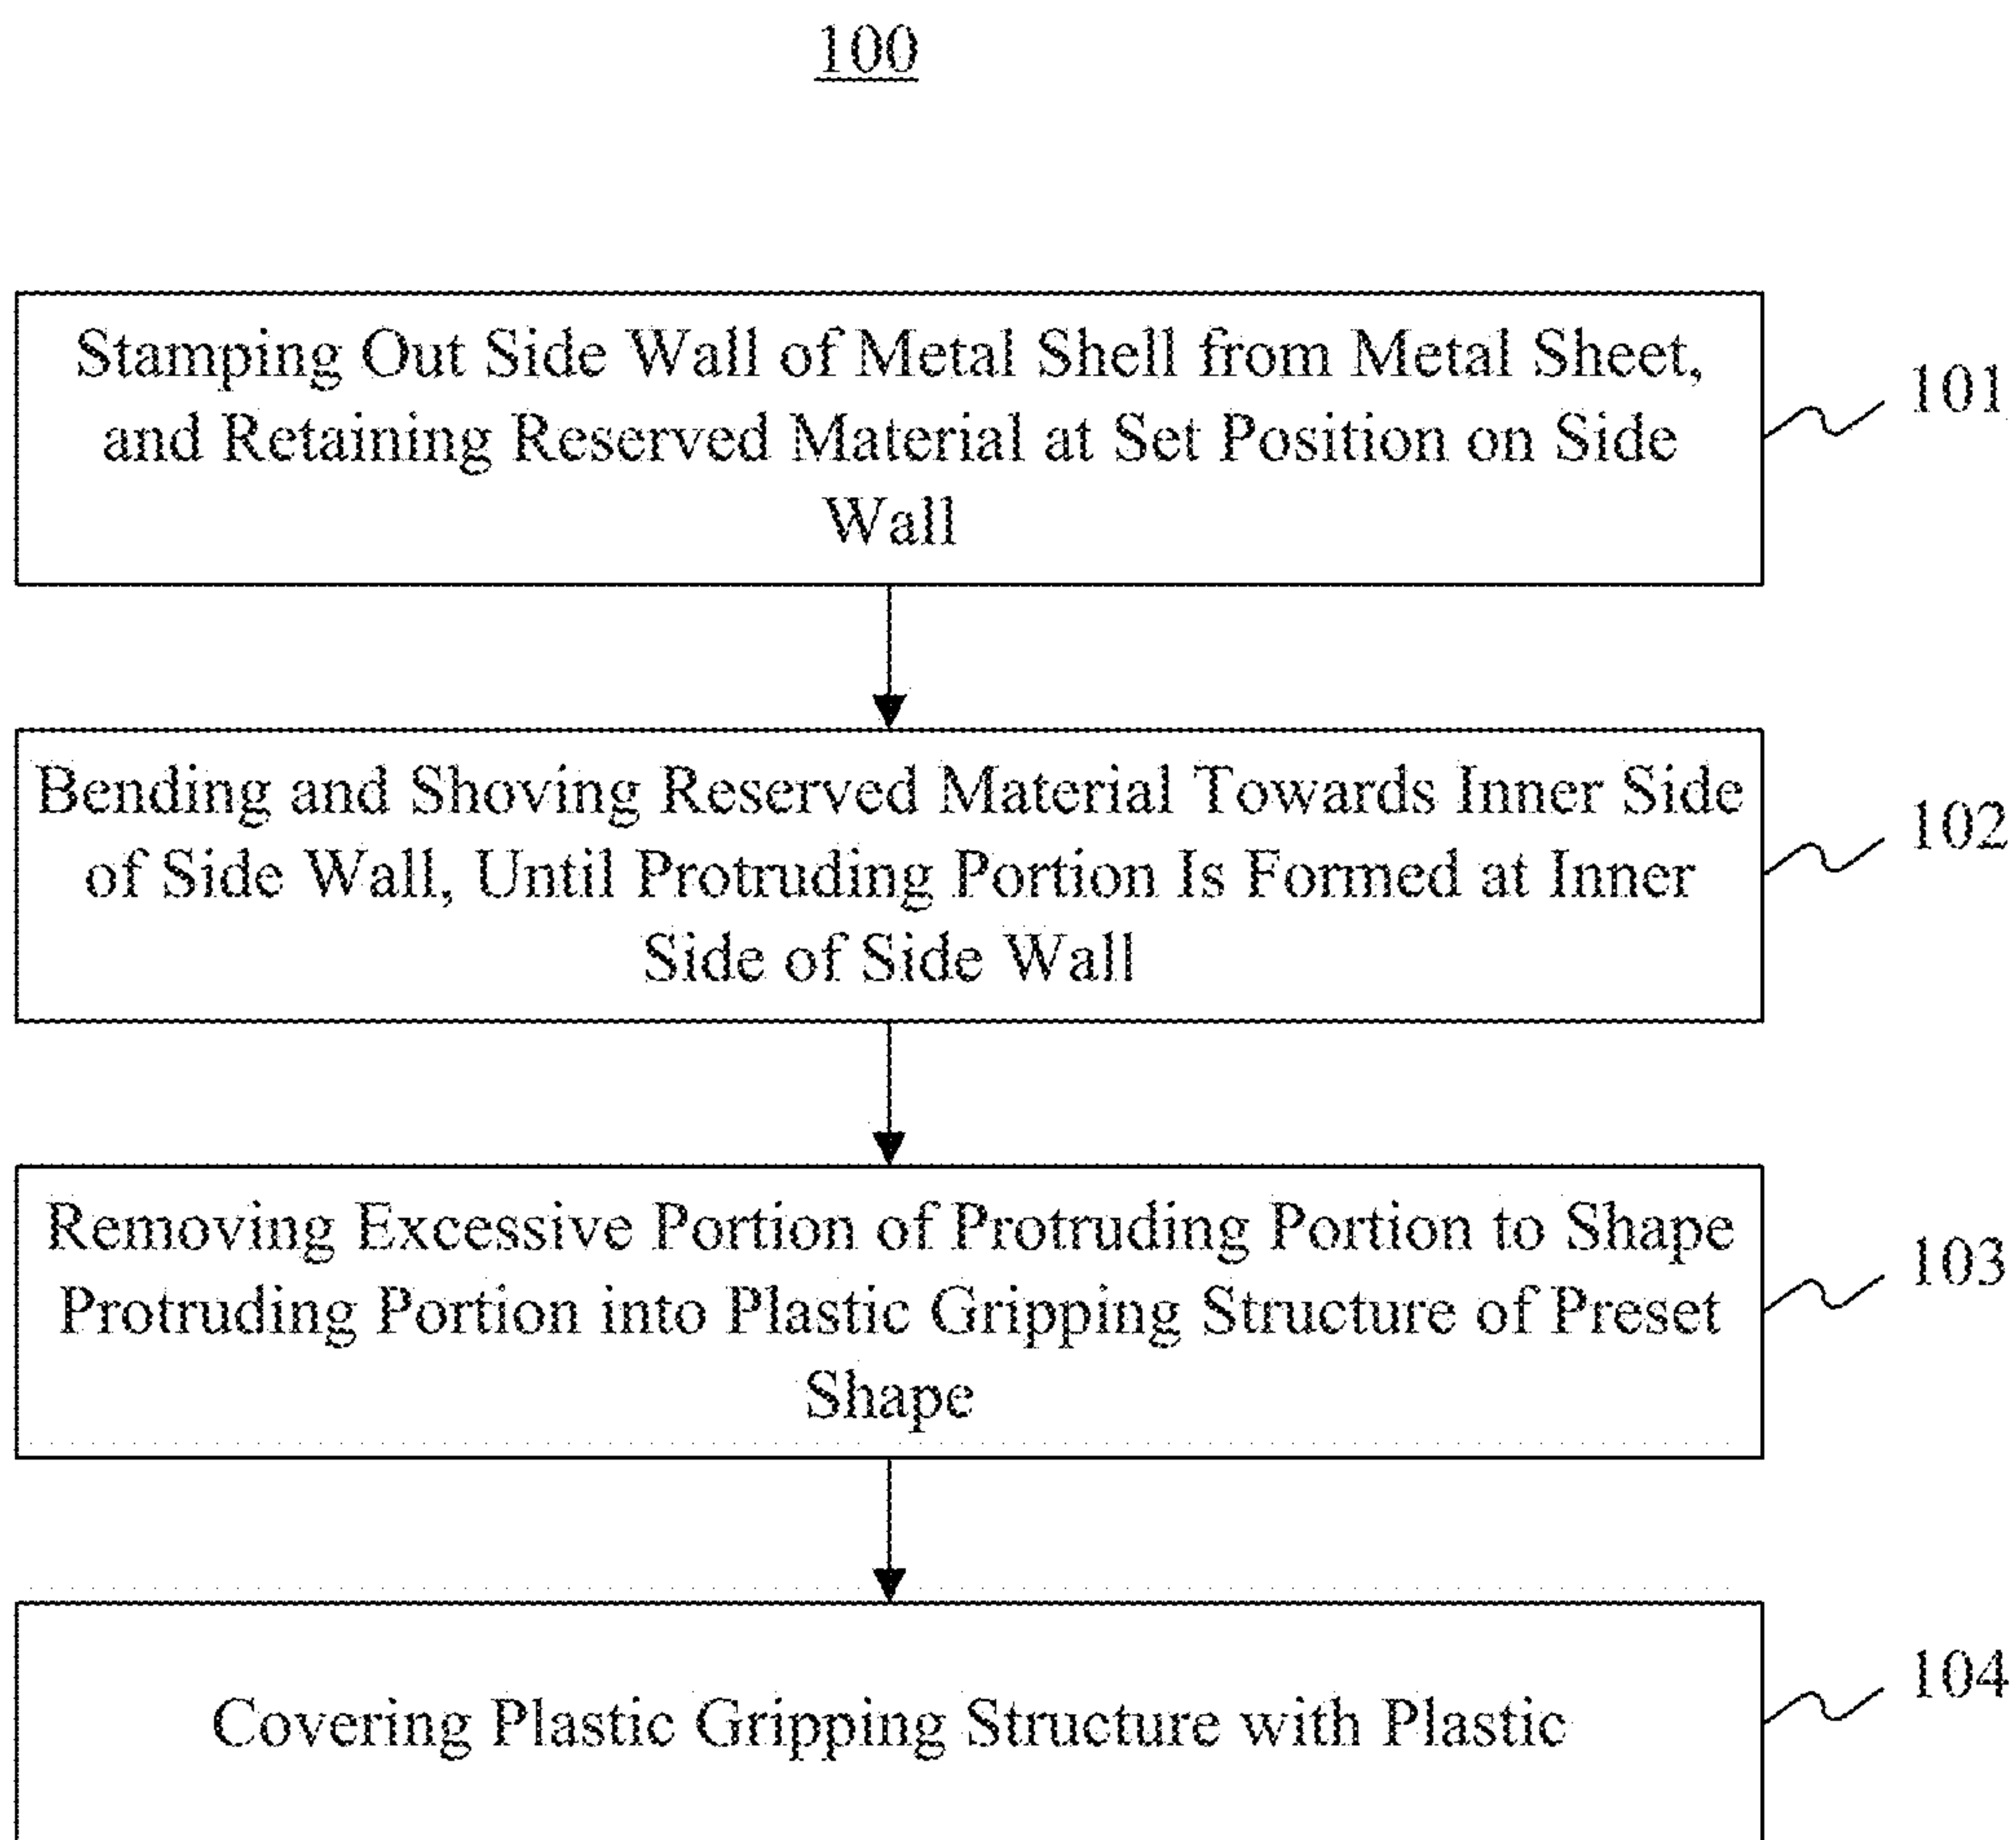 100
Stamping Out Side Wall of Metal Shell from Metal Sheet,
and Retaining Reserved Material at Set Position on Side
Wall
101
Bending and Shoving Reserved Material Towards Inner Side
of Side Wall, Until Protruding Portion Is Formed at Inner
Side of Side Wall
102
Removing Excessive Portion of Protruding Portion to Shape
Protruding Portion into Plastic Gripping Structure of Preset
Shape
103
Covering Plastic Gripping Structure with Plastic
104